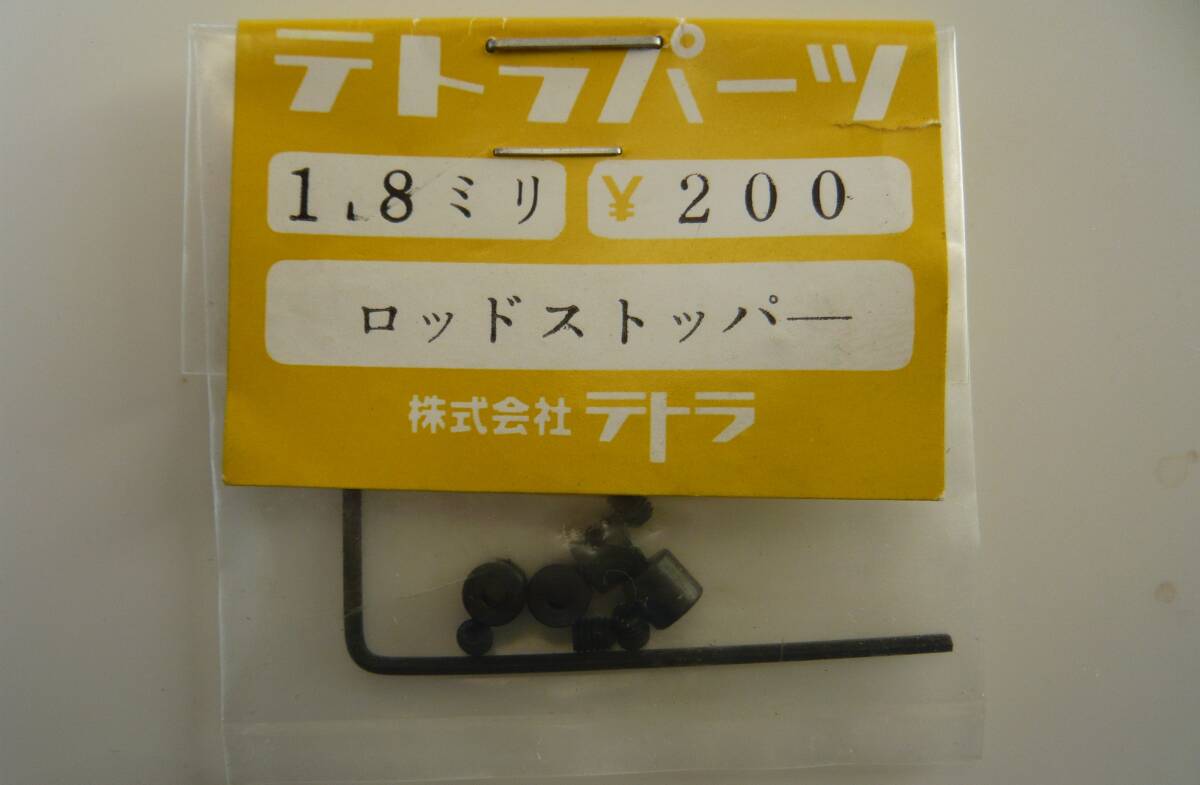 テトラパーツ
1.8ミリ ¥200
ロッドストッパー
株式会社テトラ